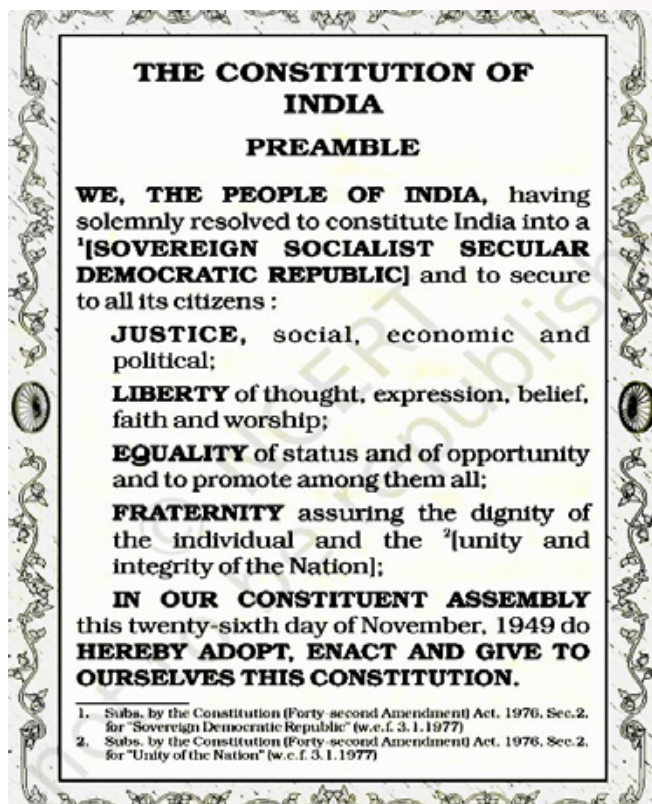 THE CONSTITUTION OF
INDIA
PREAMBLE
WE, THE PEOPLE OF INDIA, having
solemnly resolved to constitute India into a
¹[SOVEREIGN SOCIALIST SECULAR
DEMOCRATIC REPUBLIC] and to secure
to all its citizens :
JUSTICE, social, economic and
political;
LIBERTY of thought, expression, belief,
faith and worship;
EQUALITY of status and of opportunity
and to promote among them all;
FRATERNITY assuring the dignity of
the individual and the ²[unity and
integrity of the Nation];
IN OUR CONSTITUENT ASSEMBLY
this twenty-sixth day of November, 1949 do
HEREBY ADOPT, ENACT AND GIVE TO
OURSELVES THIS CONSTITUTION.
1. Subs. by the Constitution (Forty-second Amendment) Act, 1976, Sec.2,
for "Sovereign Democratic Republic" (w.e.f. 3.1.1977)
2. Subs. by the Constitution (Forty-second Amendment) Act, 1976, Sec.2,
for "Unity of the Nation" (w.e.f. 3.1.1977)
© NCERT
be republish